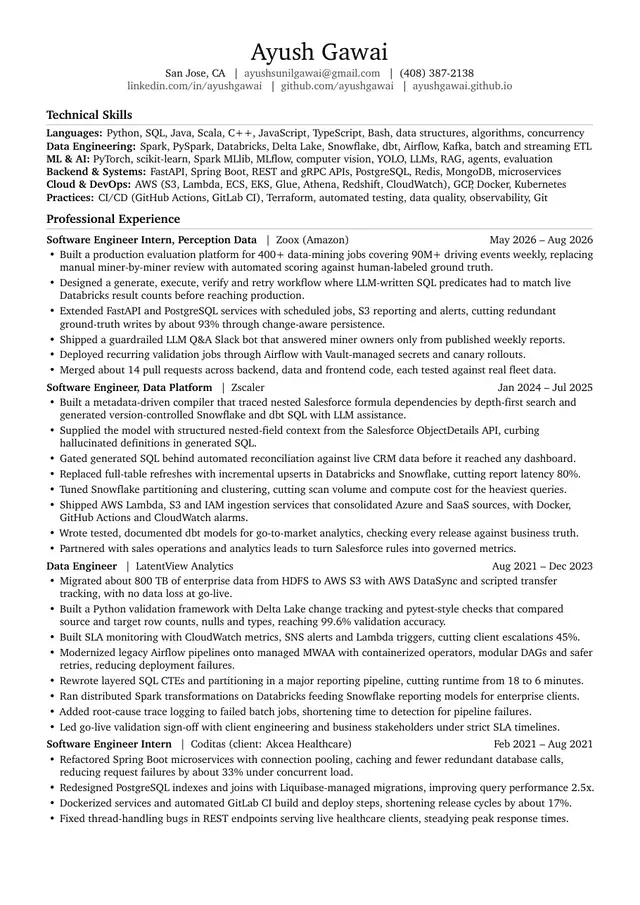 Ayush Gawai
San Jose, CA | ayushsunilgawai@gmail.com | (408) 387-2138
linkedin.com/in/ayushgawai | github.com/ayushgawai | ayushgawai.github.io
Technical Skills
Languages: Python, SQL, Java, Scala, C++, JavaScript, TypeScript, Bash, data structures, algorithms, concurrency
Data Engineering: Spark, PySpark, Databricks, Delta Lake, Snowflake, dbt, Airflow, Kafka, batch and streaming ETL
ML & AI: PyTorch, scikit-learn, Spark MLlib, MLflow, computer vision, YOLO, LLMs, RAG, agents, evaluation
Backend & Systems: FastAPI, Spring Boot, REST and gRPC APIs, PostgreSQL, Redis, MongoDB, microservices
Cloud & DevOps: AWS (S3, Lambda, ECS, EKS, Glue, Athena, Redshift, CloudWatch), GCP, Docker, Kubernetes
Practices: CI/CD (GitHub Actions, GitLab CI), Terraform, automated testing, data quality, observability, Git
Professional Experience
Software Engineer Intern, Perception Data | Zoox (Amazon) May 2026 – Aug 2026
• Built a production evaluation platform for 400+ data-mining jobs covering 90M+ driving events weekly, replacing
manual miner-by-miner review with automated scoring against human-labeled ground truth.
• Designed a generate, execute, verify and retry workflow where LLM-written SQL predicates had to match live
Databricks result counts before reaching production.
• Extended FastAPI and PostgreSQL services with scheduled jobs, S3 reporting and alerts, cutting redundant
ground-truth writes by about 93% through change-aware persistence.
• Shipped a guardrailed LLM Q&A Slack bot that answered miner owners only from published weekly reports.
• Deployed recurring validation jobs through Airflow with Vault-managed secrets and canary rollouts.
• Merged about 14 pull requests across backend, data and frontend code, each tested against real fleet data.
Software Engineer, Data Platform | Zscaler Jan 2024 – Jul 2025
• Built a metadata-driven compiler that traced nested Salesforce formula dependencies by depth-first search and
generated version-controlled Snowflake and dbt SQL with LLM assistance.
• Supplied the model with structured nested-field context from the Salesforce ObjectDetails API, curbing
hallucinated definitions in generated SQL.
• Gated generated SQL behind automated reconciliation against live CRM data before it reached any dashboard.
• Replaced full-table refreshes with incremental upserts in Databricks and Snowflake, cutting report latency 80%.
• Tuned Snowflake partitioning and clustering, cutting scan volume and compute cost for the heaviest queries.
• Shipped AWS Lambda, S3 and IAM ingestion services that consolidated Azure and SaaS sources, with Docker,
GitHub Actions and CloudWatch alarms.
• Wrote tested, documented dbt models for go-to-market analytics, checking every release against business truth.
• Partnered with sales operations and analytics leads to turn Salesforce rules into governed metrics.
Data Engineer | LatentView Analytics Aug 2021 – Dec 2023
• Migrated about 800 TB of enterprise data from HDFS to AWS S3 with AWS DataSync and scripted transfer
tracking, with no data loss at go-live.
• Built a Python validation framework with Delta Lake change tracking and pytest-style checks that compared
source and target row counts, nulls and types, reaching 99.6% validation accuracy.
• Built SLA monitoring with CloudWatch metrics, SNS alerts and Lambda triggers, cutting client escalations 45%.
• Modernized legacy Airflow pipelines onto managed MWAA with containerized operators, modular DAGs and safer
retries, reducing deployment failures.
• Rewrote layered SQL CTEs and partitioning in a major reporting pipeline, cutting runtime from 18 to 6 minutes.
• Ran distributed Spark transformations on Databricks feeding Snowflake reporting models for enterprise clients.
• Added root-cause trace logging to failed batch jobs, shortening time to detection for pipeline failures.
• Led go-live validation sign-off with client engineering and business stakeholders under strict SLA timelines.
Software Engineer Intern | Coditas (client: Akcea Healthcare) Feb 2021 – Aug 2021
• Refactored Spring Boot microservices with connection pooling, caching and fewer redundant database calls,
reducing request failures by about 33% under concurrent load.
• Redesigned PostgreSQL indexes and joins with Liquibase-managed migrations, improving query performance 2.5x.
• Dockerized services and automated GitLab CI build and deploy steps, shortening release cycles by about 17%.
• Fixed thread-handling bugs in REST endpoints serving live healthcare clients, steadying peak response times.